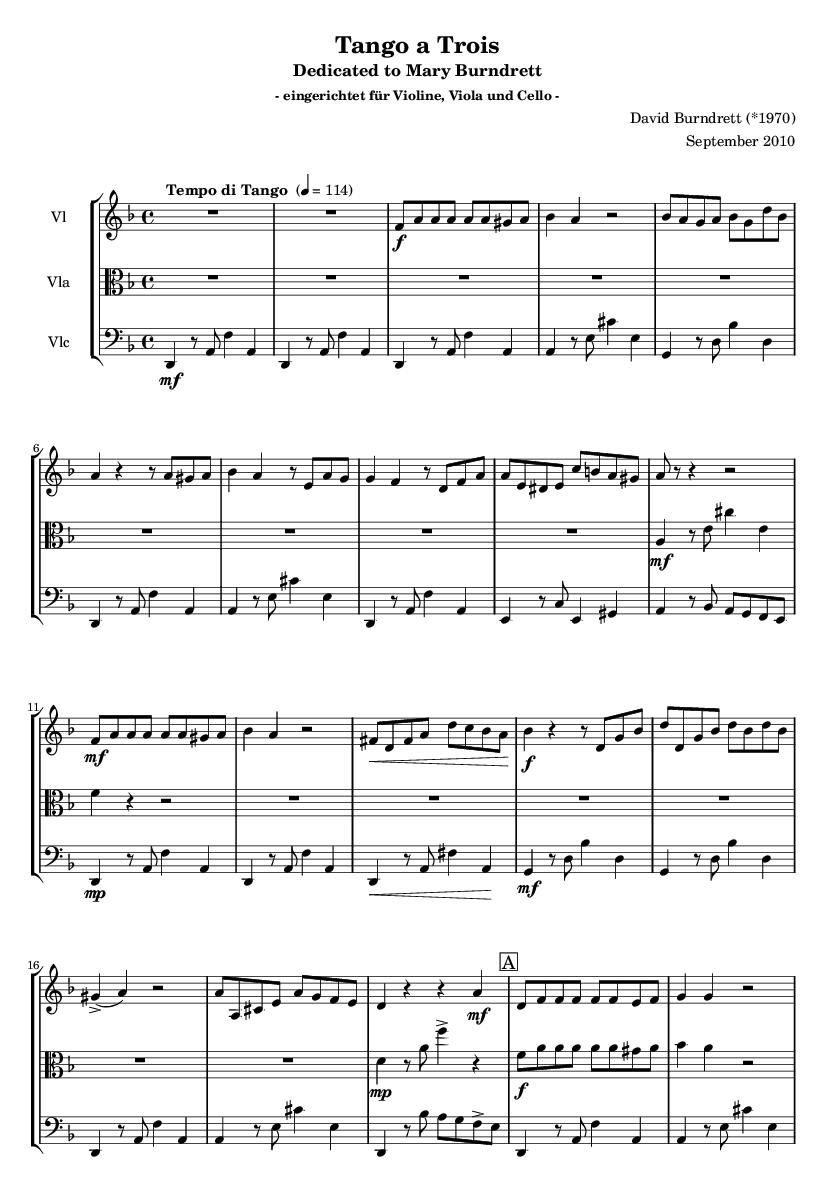 Tango a Trois
Dedicated to Mary Burndrett
- eingerichtet für Violine, Viola und Cello -
David Burndrett (*1970)
September 2010
Tempo di Tango (♩ = 114)
Vl
f
Vla
Vlc
mf
6
mf
11
mf
f
mp
mf
16
A
mf
mp
f